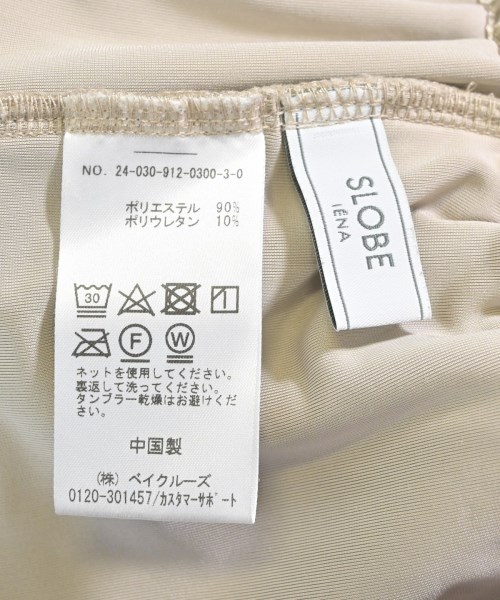 NO. 24-030-912-0300-3-0
ポリエステル 90%
ポリウレタン 10%
30
F W
ネットを使用してください。
裏返して洗ってください。
タンブラー乾燥はお避けくだ
さい。
中国製
(株) ベイクルーズ
0120-301457/カスタマーサポート
SLOBE
IÉNA